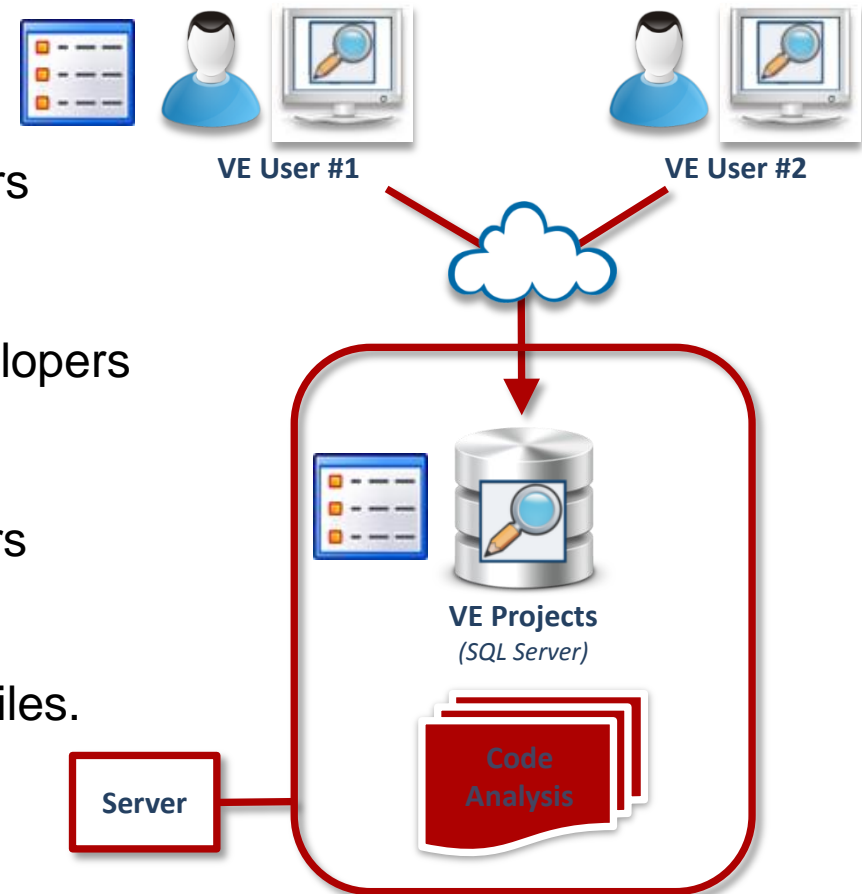 VE User #1
VE User #2
rs
lopers
rs
iles.
VE Projects
(SQL Server)
Code
Analysis
Server